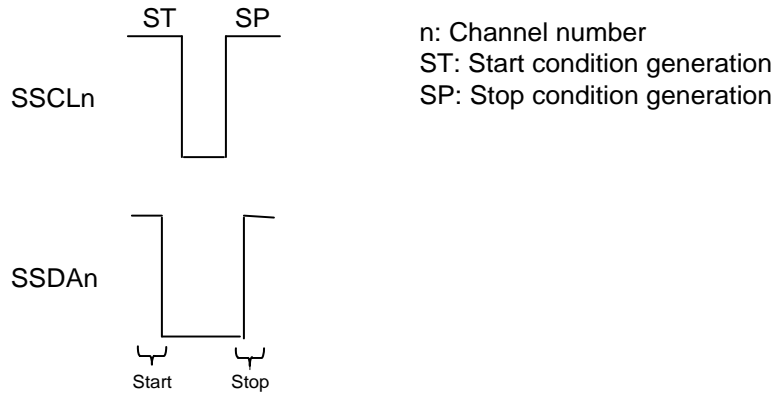 ST SP
n: Channel number
ST: Start condition generation
SP: Stop condition generation
SSCLn
SSDAn
Start Stop